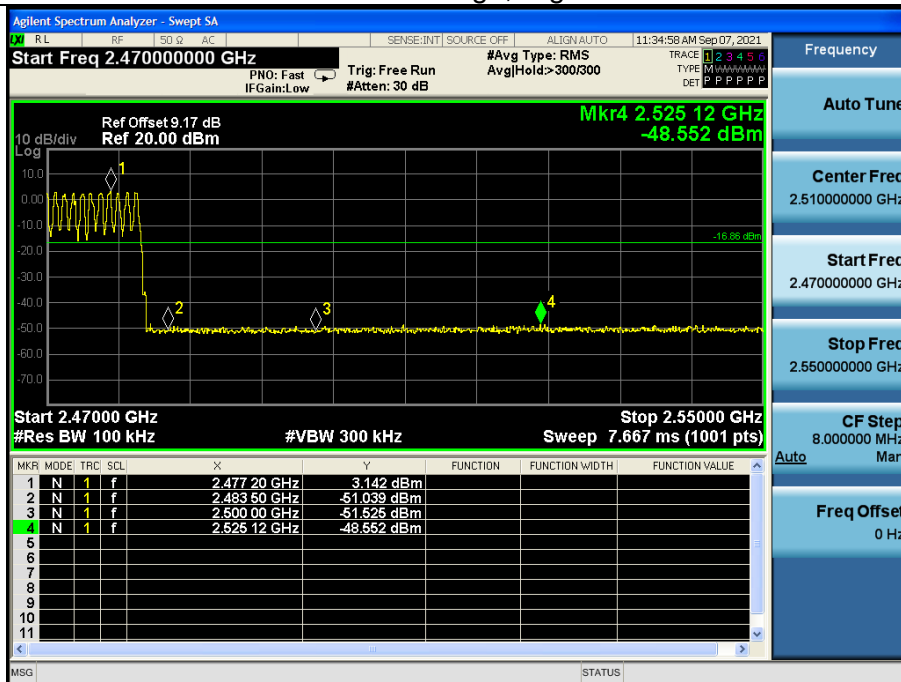 Agilent Spectrum Analyzer - Swept SA
LXI RL RF 50 Ω AC SENSE:INT SOURCE OFF ALIGN AUTO 11:34:58 AM Sep 07, 2021
Start Freq 2.470000000 GHz
PNO: Fast
IFGain:Low
Trig: Free Run
#Atten: 30 dB
#Avg Type: RMS
Avg|Hold:>300/300
TRACE 1 2 3 4 5 6
TYPE MWWWWW
DET P P P P P P
Frequency
Mkr4 2.525 12 GHz
-48.552 dBm
Ref Offset 9.17 dB
10 dB/div Ref 20.00 dBm
Log
10.0
0.00
-10.0
-20.0
-30.0
-40.0
-50.0
-60.0
-70.0
1
2
3
4
-16.86 dBm
Start 2.47000 GHz Stop 2.55000 GHz
#Res BW 100 kHz #VBW 300 kHz Sweep 7.667 ms (1001 pts)
MKR MODE TRC SCL X Y FUNCTION FUNCTION WIDTH FUNCTION VALUE
1 N 1 f 2.477 20 GHz 3.142 dBm
2 N 1 f 2.483 50 GHz -51.039 dBm
3 N 1 f 2.500 00 GHz -51.525 dBm
4 N 1 f 2.525 12 GHz -48.552 dBm
5
6
7
8
9
10
11
MSG STATUS
Auto Tune
Center Freq
2.510000000 GHz
Start Freq
2.470000000 GHz
Stop Freq
2.550000000 GHz
CF Step
8.000000 MHz
Auto Man
Freq Offset
0 Hz